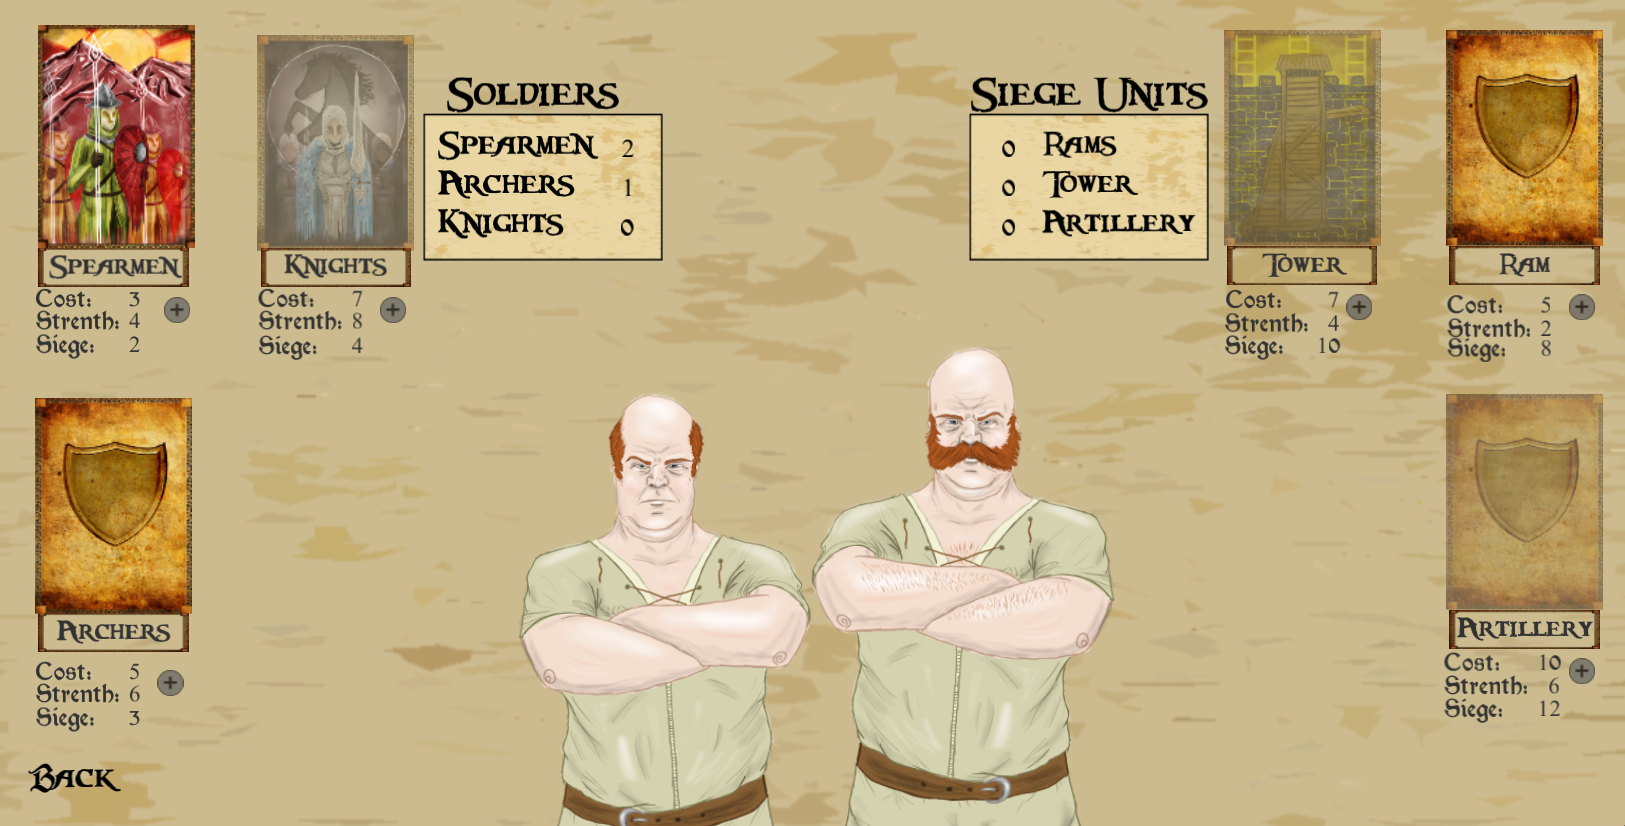 Soldiers
Spearmen 2
Archers 1
Knights 0
Siege Units
0 Rams
0 Tower
0 Artillery
Spearmen
Cost: 3
Strenth: 4
Siege: 2
Knights
Cost: 7
Strenth: 8
Siege: 4
Tower
Cost: 7
Strenth: 4
Siege: 10
Ram
Cost: 5
Strenth: 2
Siege: 8
Archers
Cost: 5
Strenth: 6
Siege: 3
Artillery
Cost: 10
Strenth: 6
Siege: 12
Back